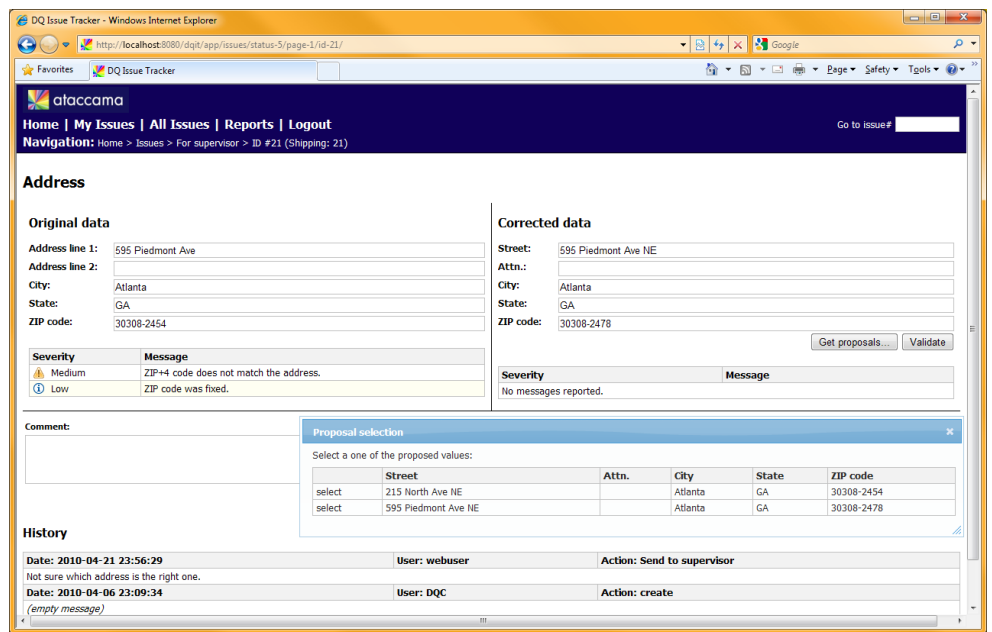 DQ Issue Tracker - Windows Internet Explorer
http://localhost:8080/dqit/app/issues/status-5/page-1/id-21/
Google
Favorites
DQ Issue Tracker
Page Safety Tools
ataccama
Home | My Issues | All Issues | Reports | Logout
Go to issue#
Navigation: Home > Issues > For supervisor > ID #21 (Shipping: 21)
Address
Original data
Address line 1: 595 Piedmont Ave
Address line 2:
City: Atlanta
State: GA
ZIP code: 30308-2454
Severity Message
Medium ZIP+4 code does not match the address.
Low ZIP code was fixed.
Corrected data
Street: 595 Piedmont Ave NE
Attn.:
City: Atlanta
State: GA
ZIP code: 30308-2478
Get proposals... Validate
Severity Message
No messages reported.
Comment:
Proposal selection
Select a one of the proposed values:
Street Attn. City State ZIP code
select 215 North Ave NE Atlanta GA 30308-2454
select 595 Piedmont Ave NE Atlanta GA 30308-2478
History
Date: 2010-04-21 23:56:29 User: webuser Action: Send to supervisor
Not sure which address is the right one.
Date: 2010-04-06 23:09:34 User: DQC Action: create
(empty message)